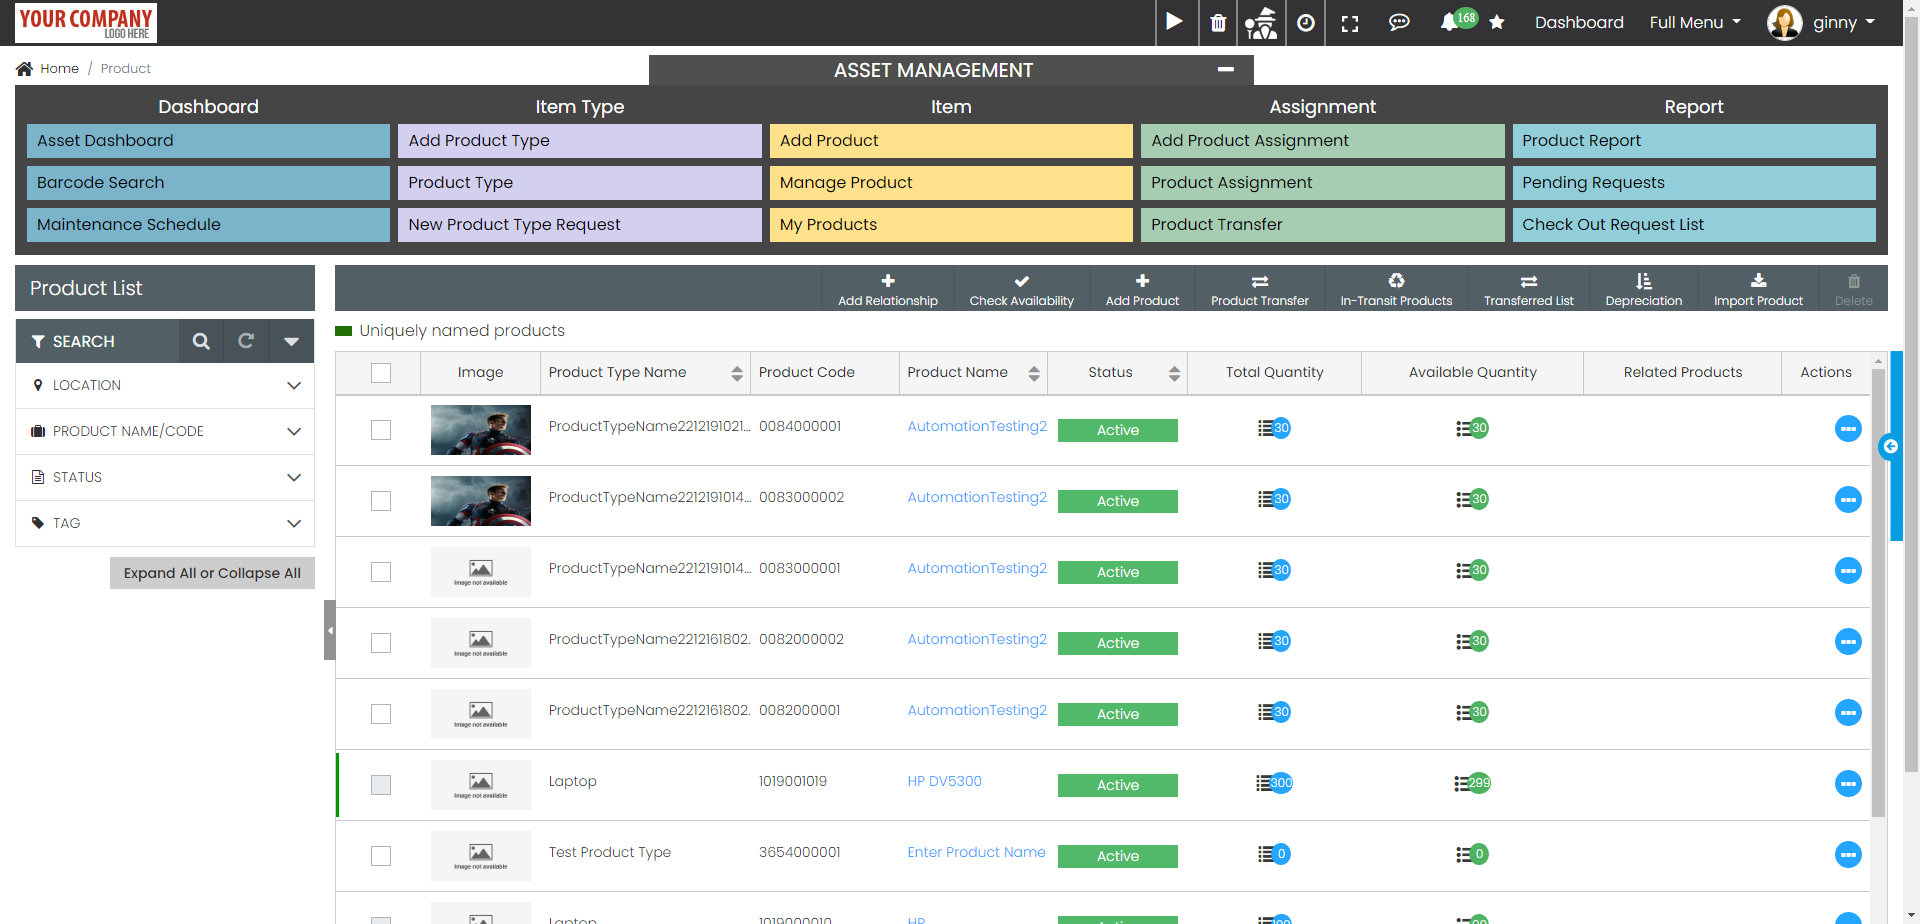 YOUR COMPANY
LOGO HERE
168
Dashboard
Full Menu
ginny
Home / Product
ASSET MANAGEMENT
Dashboard
Item Type
Item
Assignment
Report
Asset Dashboard
Add Product Type
Add Product
Add Product Assignment
Product Report
Barcode Search
Product Type
Manage Product
Product Assignment
Pending Requests
Maintenance Schedule
New Product Type Request
My Products
Product Transfer
Check Out Request List
Product List
Add Relationship
Check Availability
Add Product
Product Transfer
In-Transit Products
Transferred List
Depreciation
Import Product
Delete
SEARCH
LOCATION
PRODUCT NAME/CODE
STATUS
TAG
Expand All or Collapse All
Uniquely named products
Image
Product Type Name
Product Code
Product Name
Status
Total Quantity
Available Quantity
Related Products
Actions
ProductTypeName2212191021... 0084000001 AutomationTesting2 Active 30 30
ProductTypeName2212191014... 0083000002 AutomationTesting2 Active 30 30
Image not available ProductTypeName2212191014... 0083000001 AutomationTesting2 Active 30 30
Image not available ProductTypeName2212161802. 0082000002 AutomationTesting2 Active 30 30
Image not available ProductTypeName2212161802. 0082000001 AutomationTesting2 Active 30 30
Image not available Laptop 1019001019 HP DV5300 Active 300 299
Image not available Test Product Type 3654000001 Enter Product Name Active 0 0
Laptop 1019000010 HP